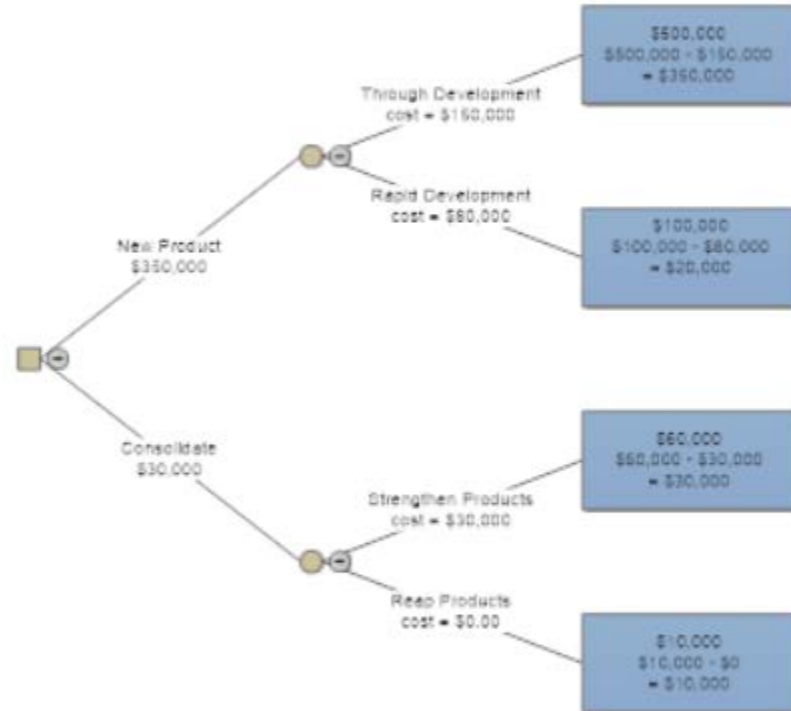 New Product
$350,000
Through Development
cost = $150,000
$500,000
$500,000 - $150,000
= $350,000
Rapid Development
cost = $80,000
$100,000
$100,000 - $80,000
= $20,000
Consolidate
$30,000
Strengthen Products
cost = $30,000
$60,000
$60,000 - $30,000
= $30,000
Reap Products
cost = $0.00
$10,000
$10,000 - $0
= $10,000